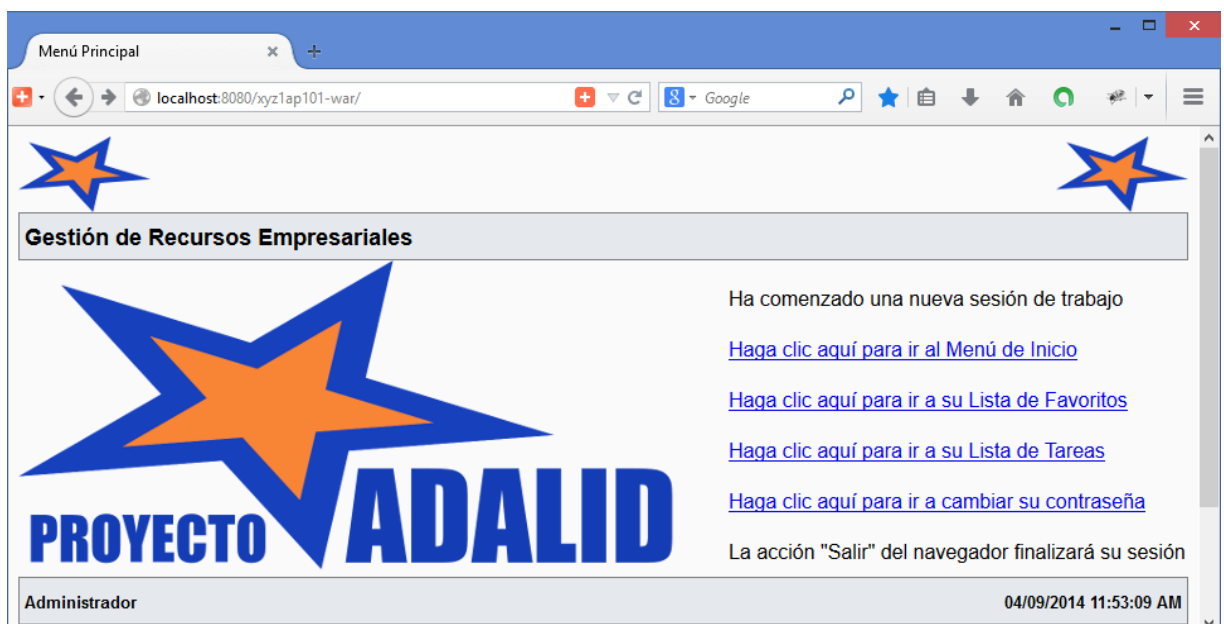 Menú Principal
localhost:8080/xyz1ap101-war/
Google
Gestión de Recursos Empresariales
Ha comenzado una nueva sesión de trabajo
Haga clic aquí para ir al Menú de Inicio
Haga clic aquí para ir a su Lista de Favoritos
Haga clic aquí para ir a su Lista de Tareas
Haga clic aquí para ir a cambiar su contraseña
La acción "Salir" del navegador finalizará su sesión
PROYECTO ADALID
Administrador
04/09/2014 11:53:09 AM